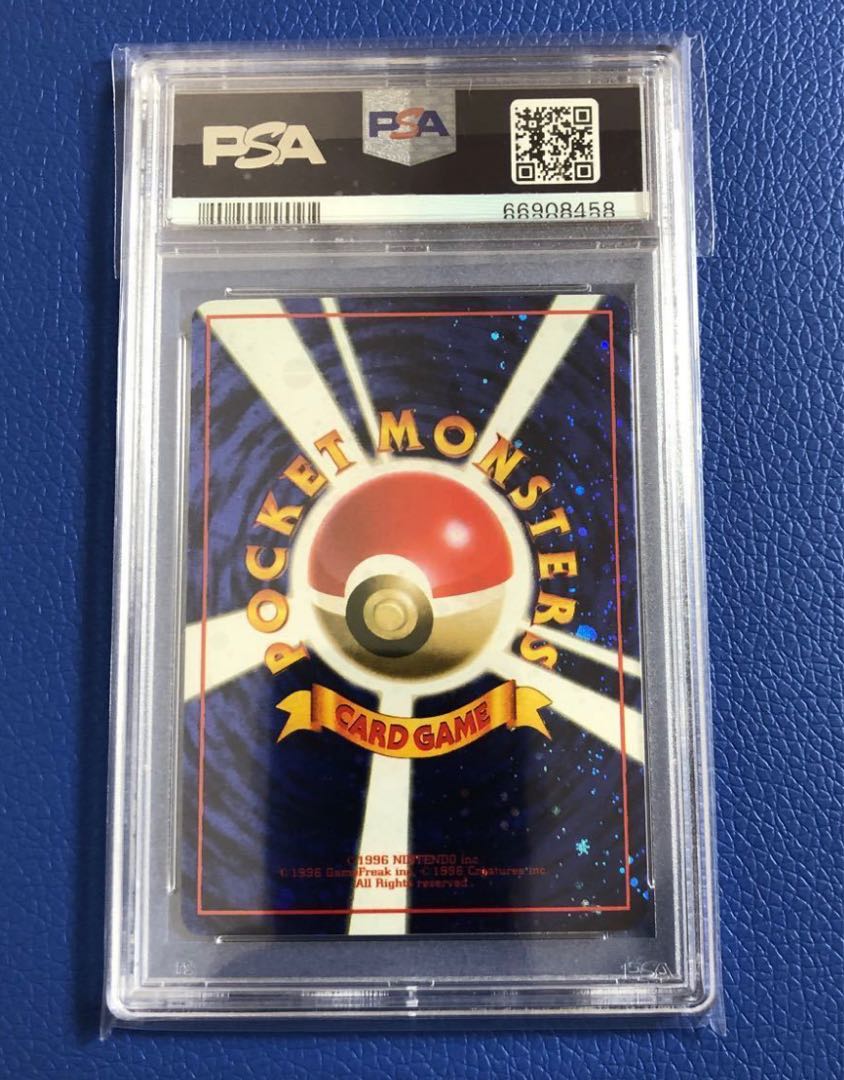 PSA
PSA
66908458
POCKET MONSTERS
CARD GAME
©1996 NINTENDO inc.
©1996 GameFreak inc. ©1996 Creatures inc.
All Rights reserved.
PSA